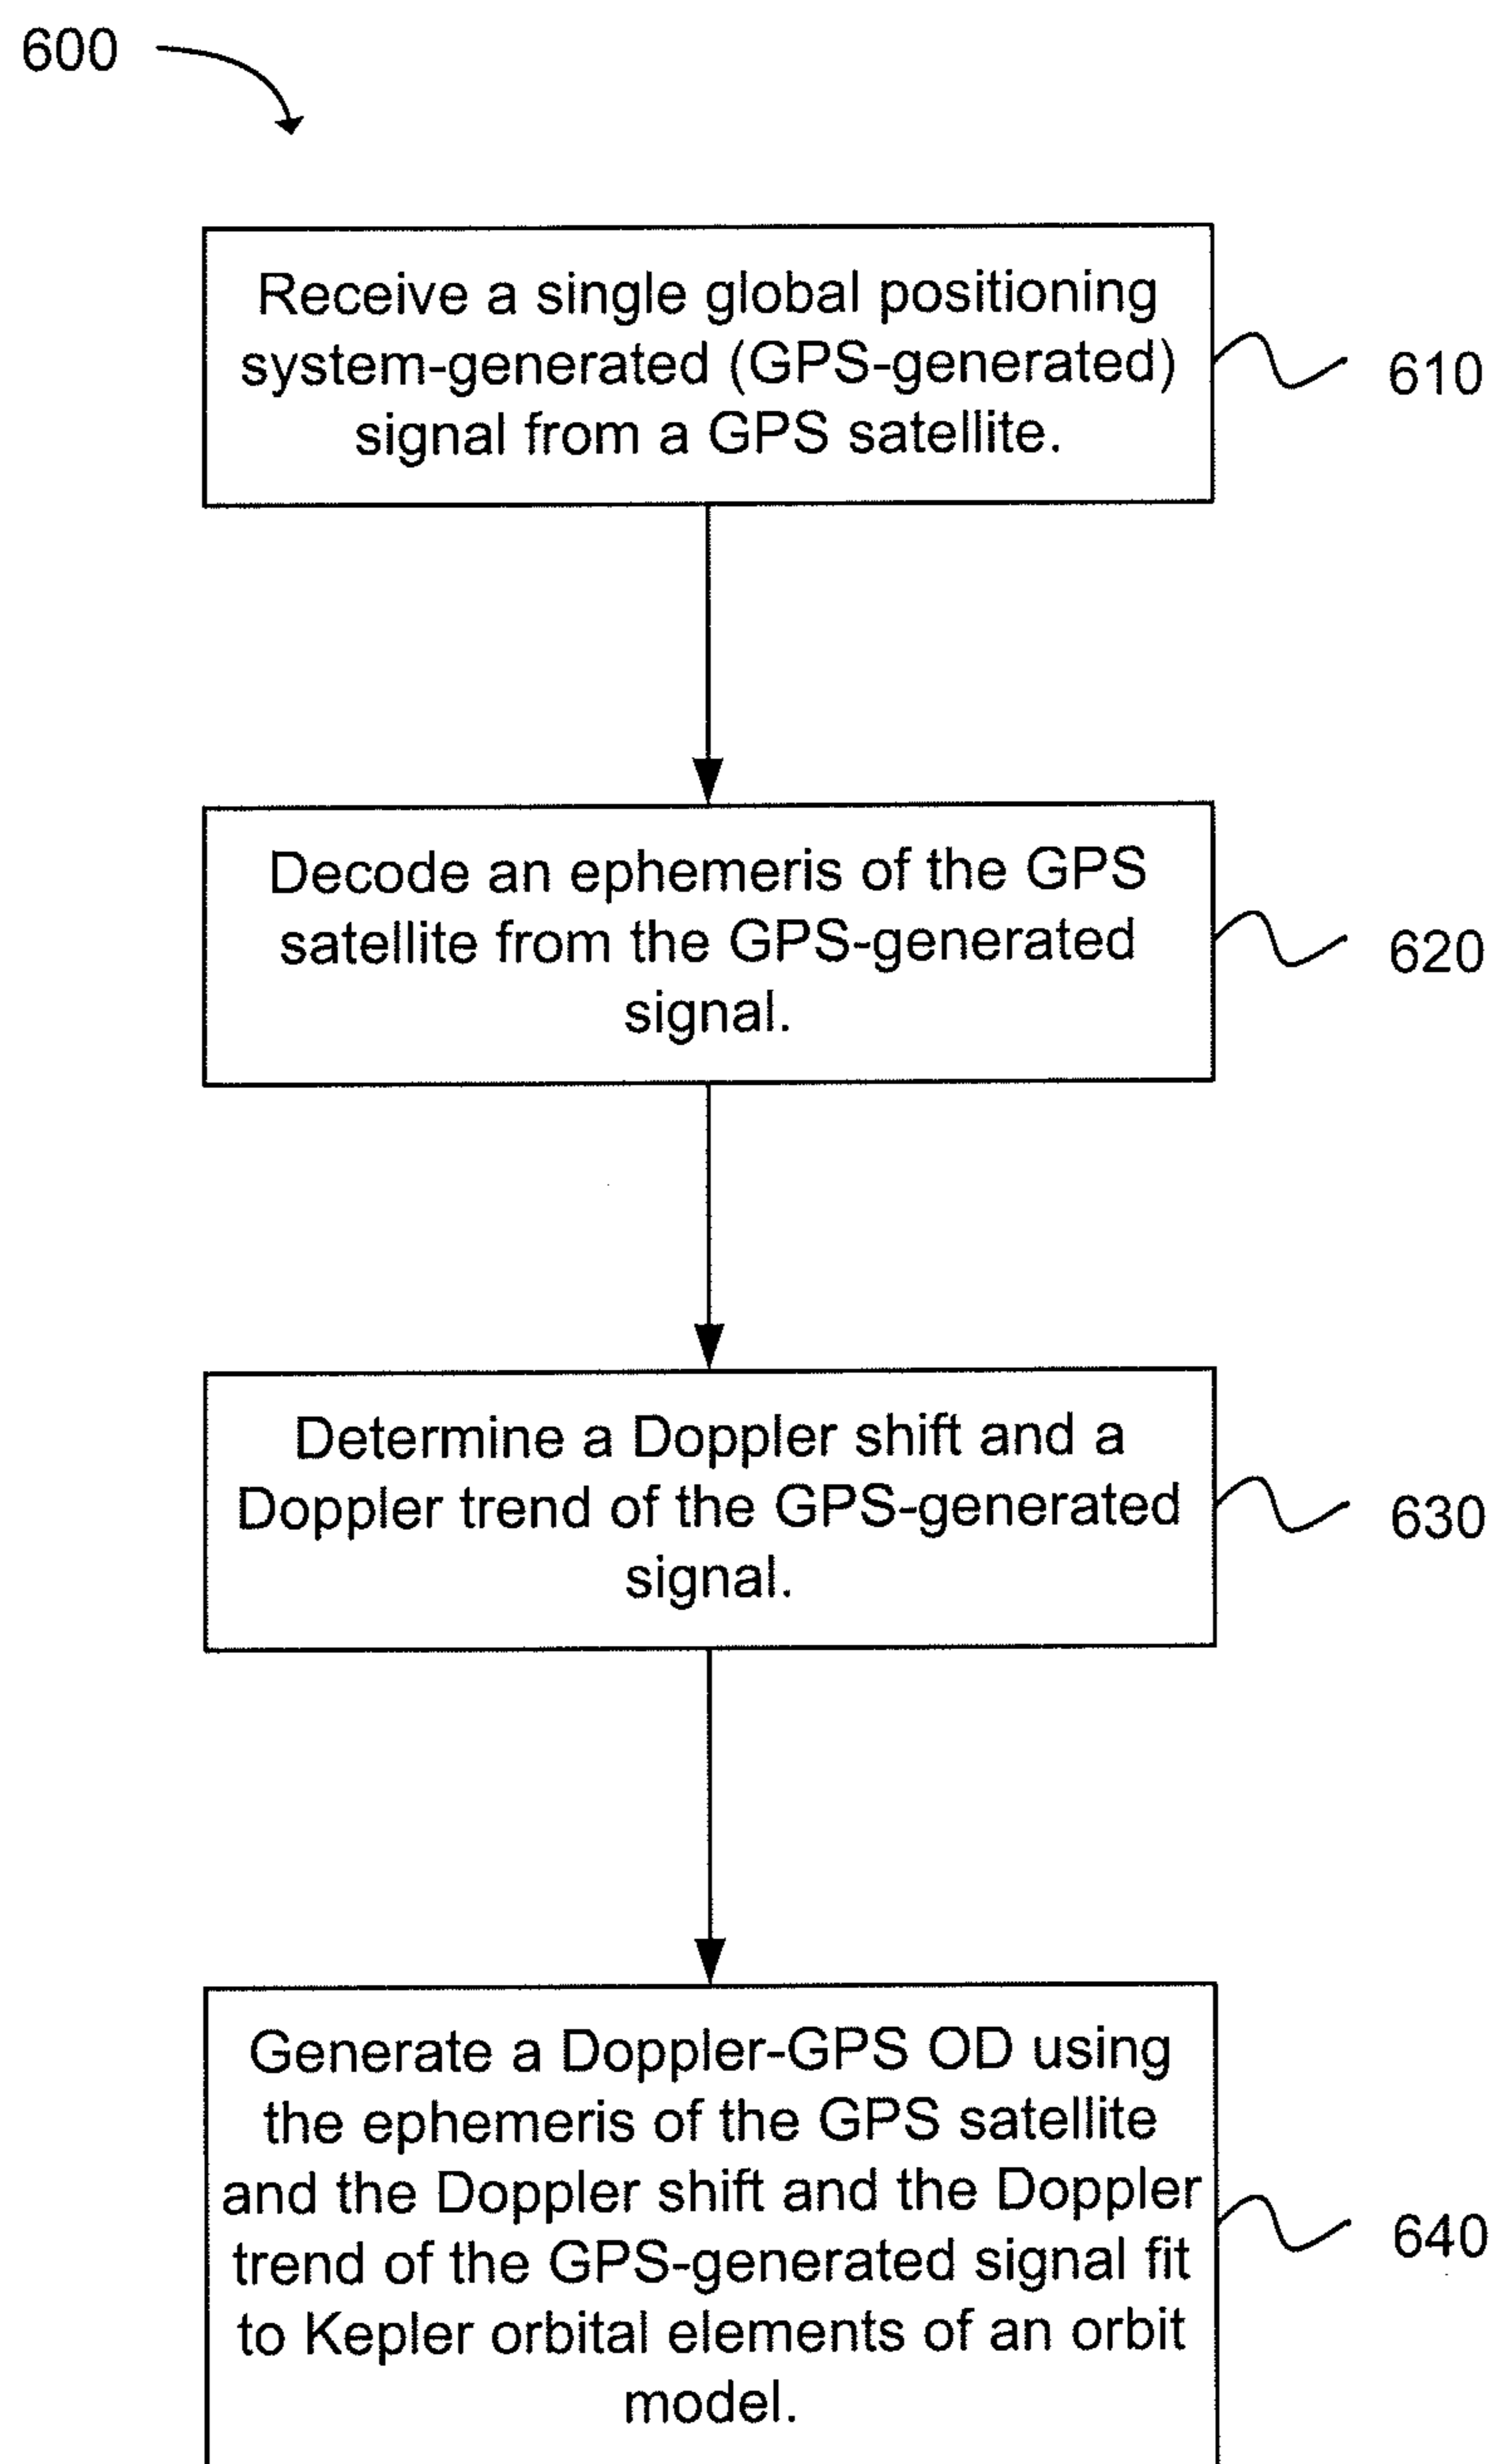 600
Receive a single global positioning
system-generated (GPS-generated)
signal from a GPS satellite.
610
Decode an ephemeris of the GPS
satellite from the GPS-generated
signal.
620
Determine a Doppler shift and a
Doppler trend of the GPS-generated
signal.
630
Generate a Doppler-GPS OD using
the ephemeris of the GPS satellite
and the Doppler shift and the Doppler
trend of the GPS-generated signal fit
to Kepler orbital elements of an orbit
model.
640